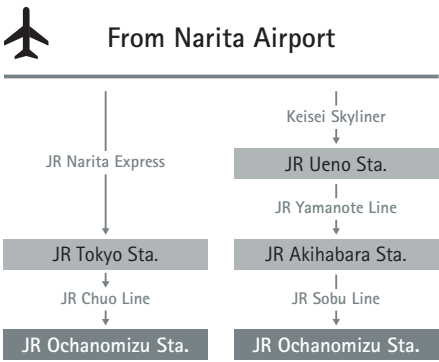 From Narita Airport
JR Narita Express
JR Tokyo Sta.
JR Chuo Line
JR Ochanomizu Sta.
Keisei Skyliner
JR Ueno Sta.
JR Yamanote Line
JR Akihabara Sta.
JR Sobu Line
JR Ochanomizu Sta.